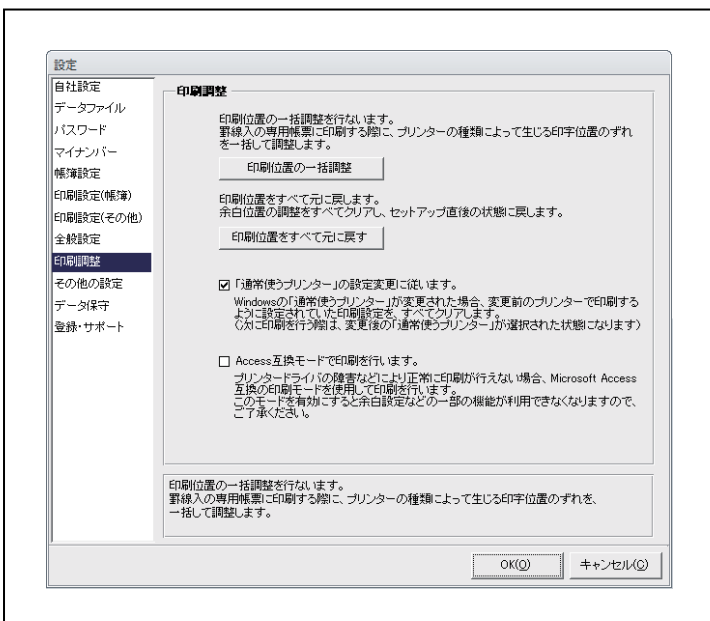 設定
自社設定
データファイル
パスワード
マイナンバー
帳簿設定
印刷設定(帳簿)
印刷設定(その他)
全般設定
印刷調整
その他の設定
データ保守
登録・サポート
印刷調整
印刷位置の一括調整を行ないます。
罫線入の専用帳票に印刷する際に、プリンターの種類によって生じる印字位置のずれ
を一括して調整します。
印刷位置の一括調整
印刷位置をすべて元に戻します。
余白位置の調整をすべてクリアし、セットアップ直後の状態に戻します。
印刷位置をすべて元に戻す
「通常使うプリンター」の設定変更に従います。
Windowsの「通常使うプリンター」が変更された場合、変更前のプリンターで印刷する
ように設定されていた印刷設定を、すべてクリアします。
(次に印刷を行う際は、変更後の「通常使うプリンター」が選択された状態になります)
Access互換モードで印刷を行います。
プリンタードライバの障害などにより正常に印刷が行えない場合、Microsoft Access
互換の印刷モードを使用して印刷を行います。
このモードを有効にすると余白設定などの一部の機能が利用できなくなりますので、
ご了承ください。
印刷位置の一括調整を行ないます。
罫線入の専用帳票に印刷する際に、プリンターの種類によって生じる印字位置のずれを、
一括して調整します。
OK(O)
キャンセル(C)